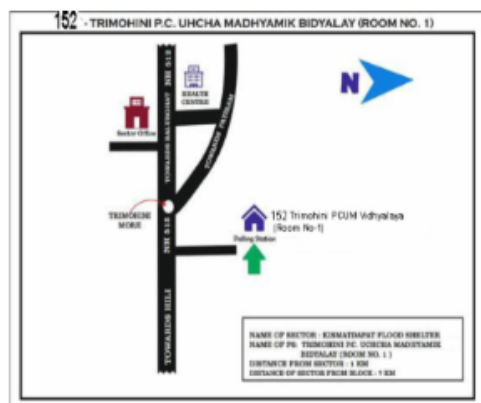 152 - TRIMOHINI P.C. UHCHA MADHYAMIK BIDYALAY (ROOM NO. 1)
NH 512
HEALTH
CENTRE
N
Sector Office
TOWARDS BALURGHAT
TOWARDS PATIRAM
TRIMOHINI
MORE
152 Trimohini PCUM Vidhyalaya
(Room No-1)
Polling Station
NH 512
TOWARDS HILI
NAME OF SECTOR : KISMATDAPAT FLOOD SHELTER
NAME OF PS: TRIMOHINI P.C. UCHCHA MADHYAMIK
BIDYALAY (ROOM NO. 1 )
DISTANCE FROM SECTOR : 1 KM
DISTANCE OF SECTOR FROM BLOCK : 7 KM